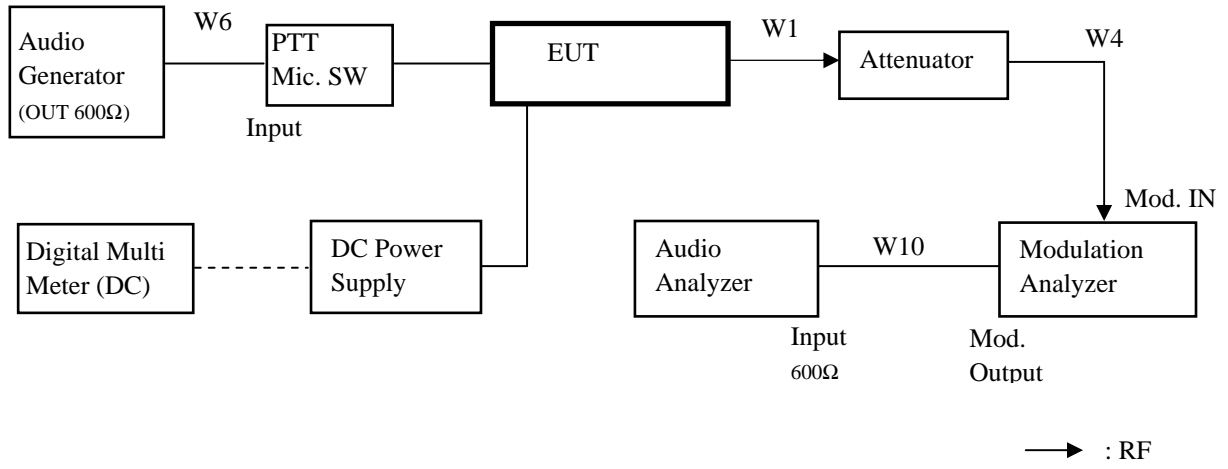 W6
Audio
Generator
(OUT 600Ω)
PTT
Mic. SW
Input
EUT
W1
Attenuator
W4
Mod. IN
Digital Multi
Meter (DC)
DC Power
Supply
Audio
Analyzer
W10
Modulation
Analyzer
Input
600Ω
Mod.
Output
: RF